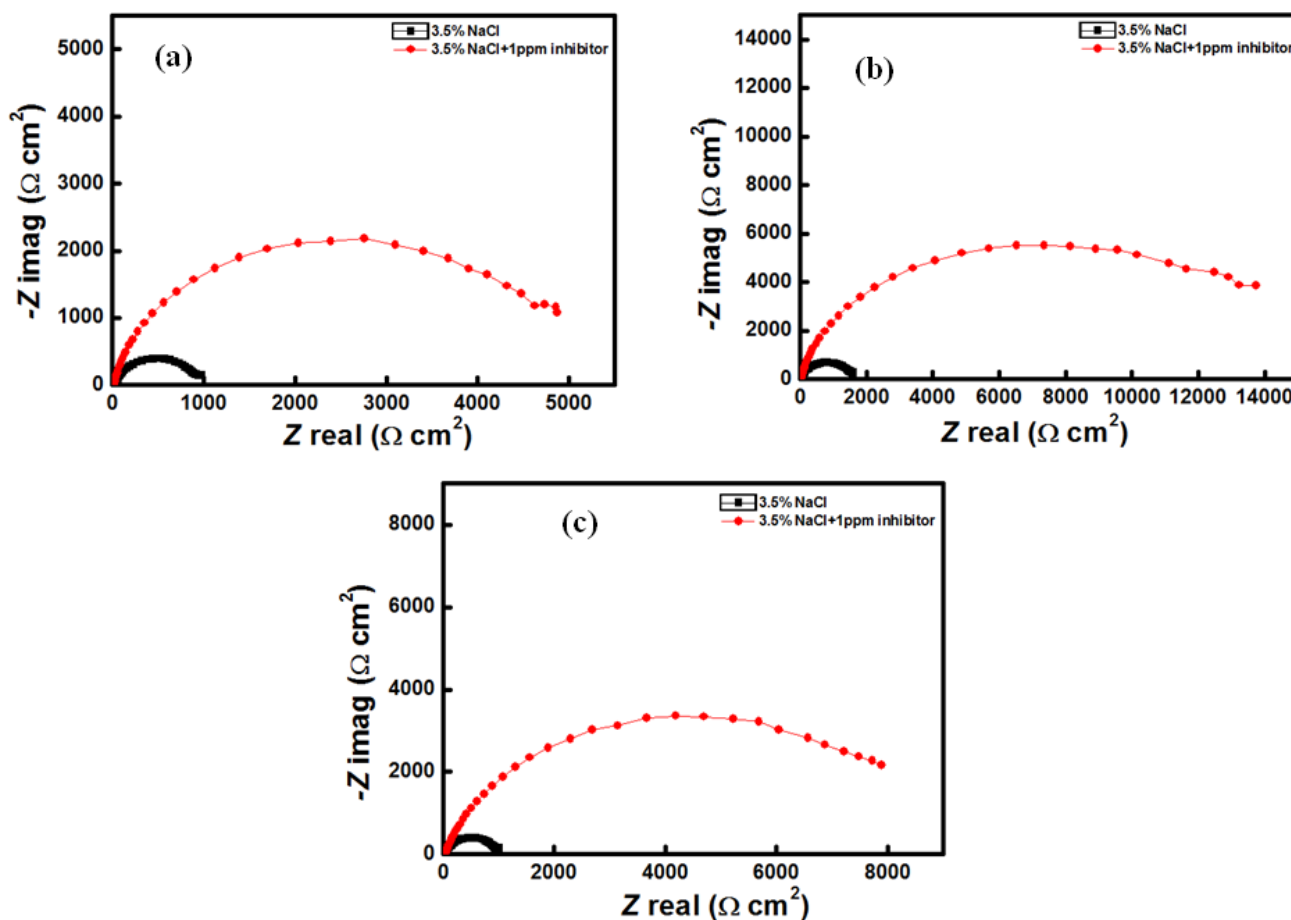 (a)
3.5% NaCl
3.5% NaCl+1ppm inhibitor
5000
4000
3000
2000
1000
0
-Z imag (Ω cm²)
0 1000 2000 3000 4000 5000
Z real (Ω cm²)
(b)
3.5% NaCl
3.5% NaCl+1ppm inhibitor
14000
12000
10000
8000
6000
4000
2000
0
-Z imag (Ω cm²)
0 2000 4000 6000 8000 10000 12000 14000
Z real (Ω cm²)
(c)
3.5% NaCl
3.5% NaCl+1ppm inhibitor
8000
6000
4000
2000
0
-Z imag (Ω cm²)
0 2000 4000 6000 8000
Z real (Ω cm²)